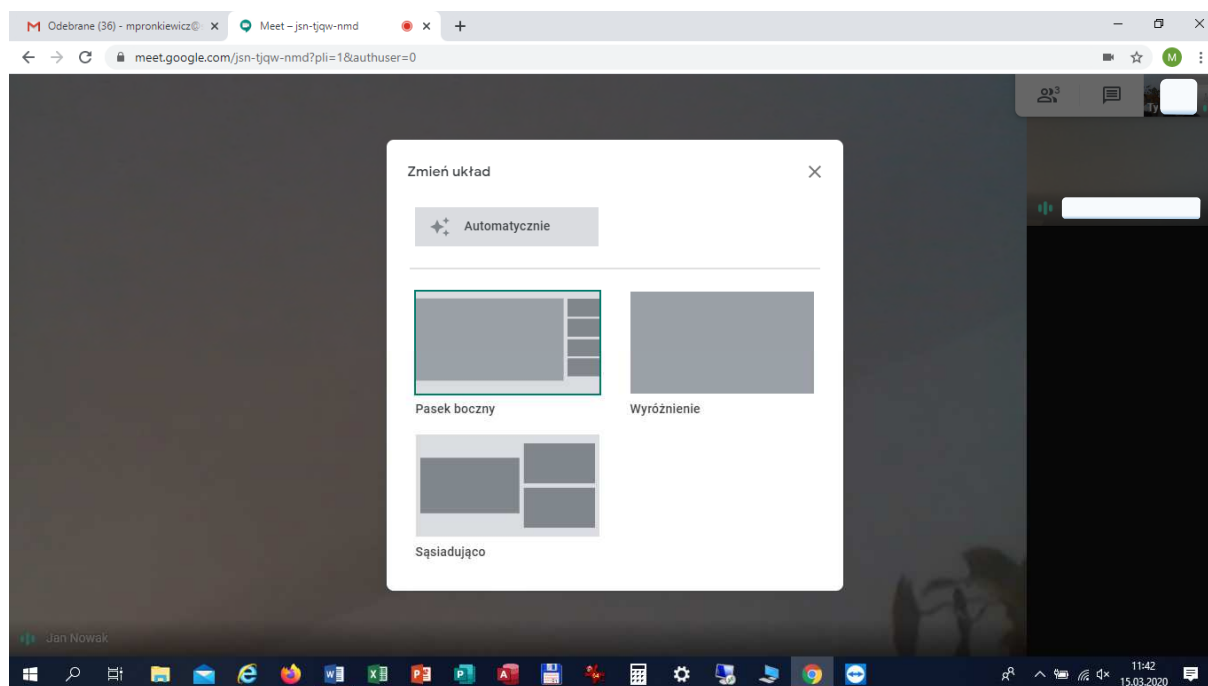 Odebrane (36) - mpronkiewicz@
Meet – jsn-tjqw-nmd
meet.google.com/jsn-tjqw-nmd?pli=1&authuser=0
M
3
Ty
Zmień układ
Automatycznie
Pasek boczny
Wyróżnienie
Sąsiadująco
Jan Nowak
11:42
15.03.2020